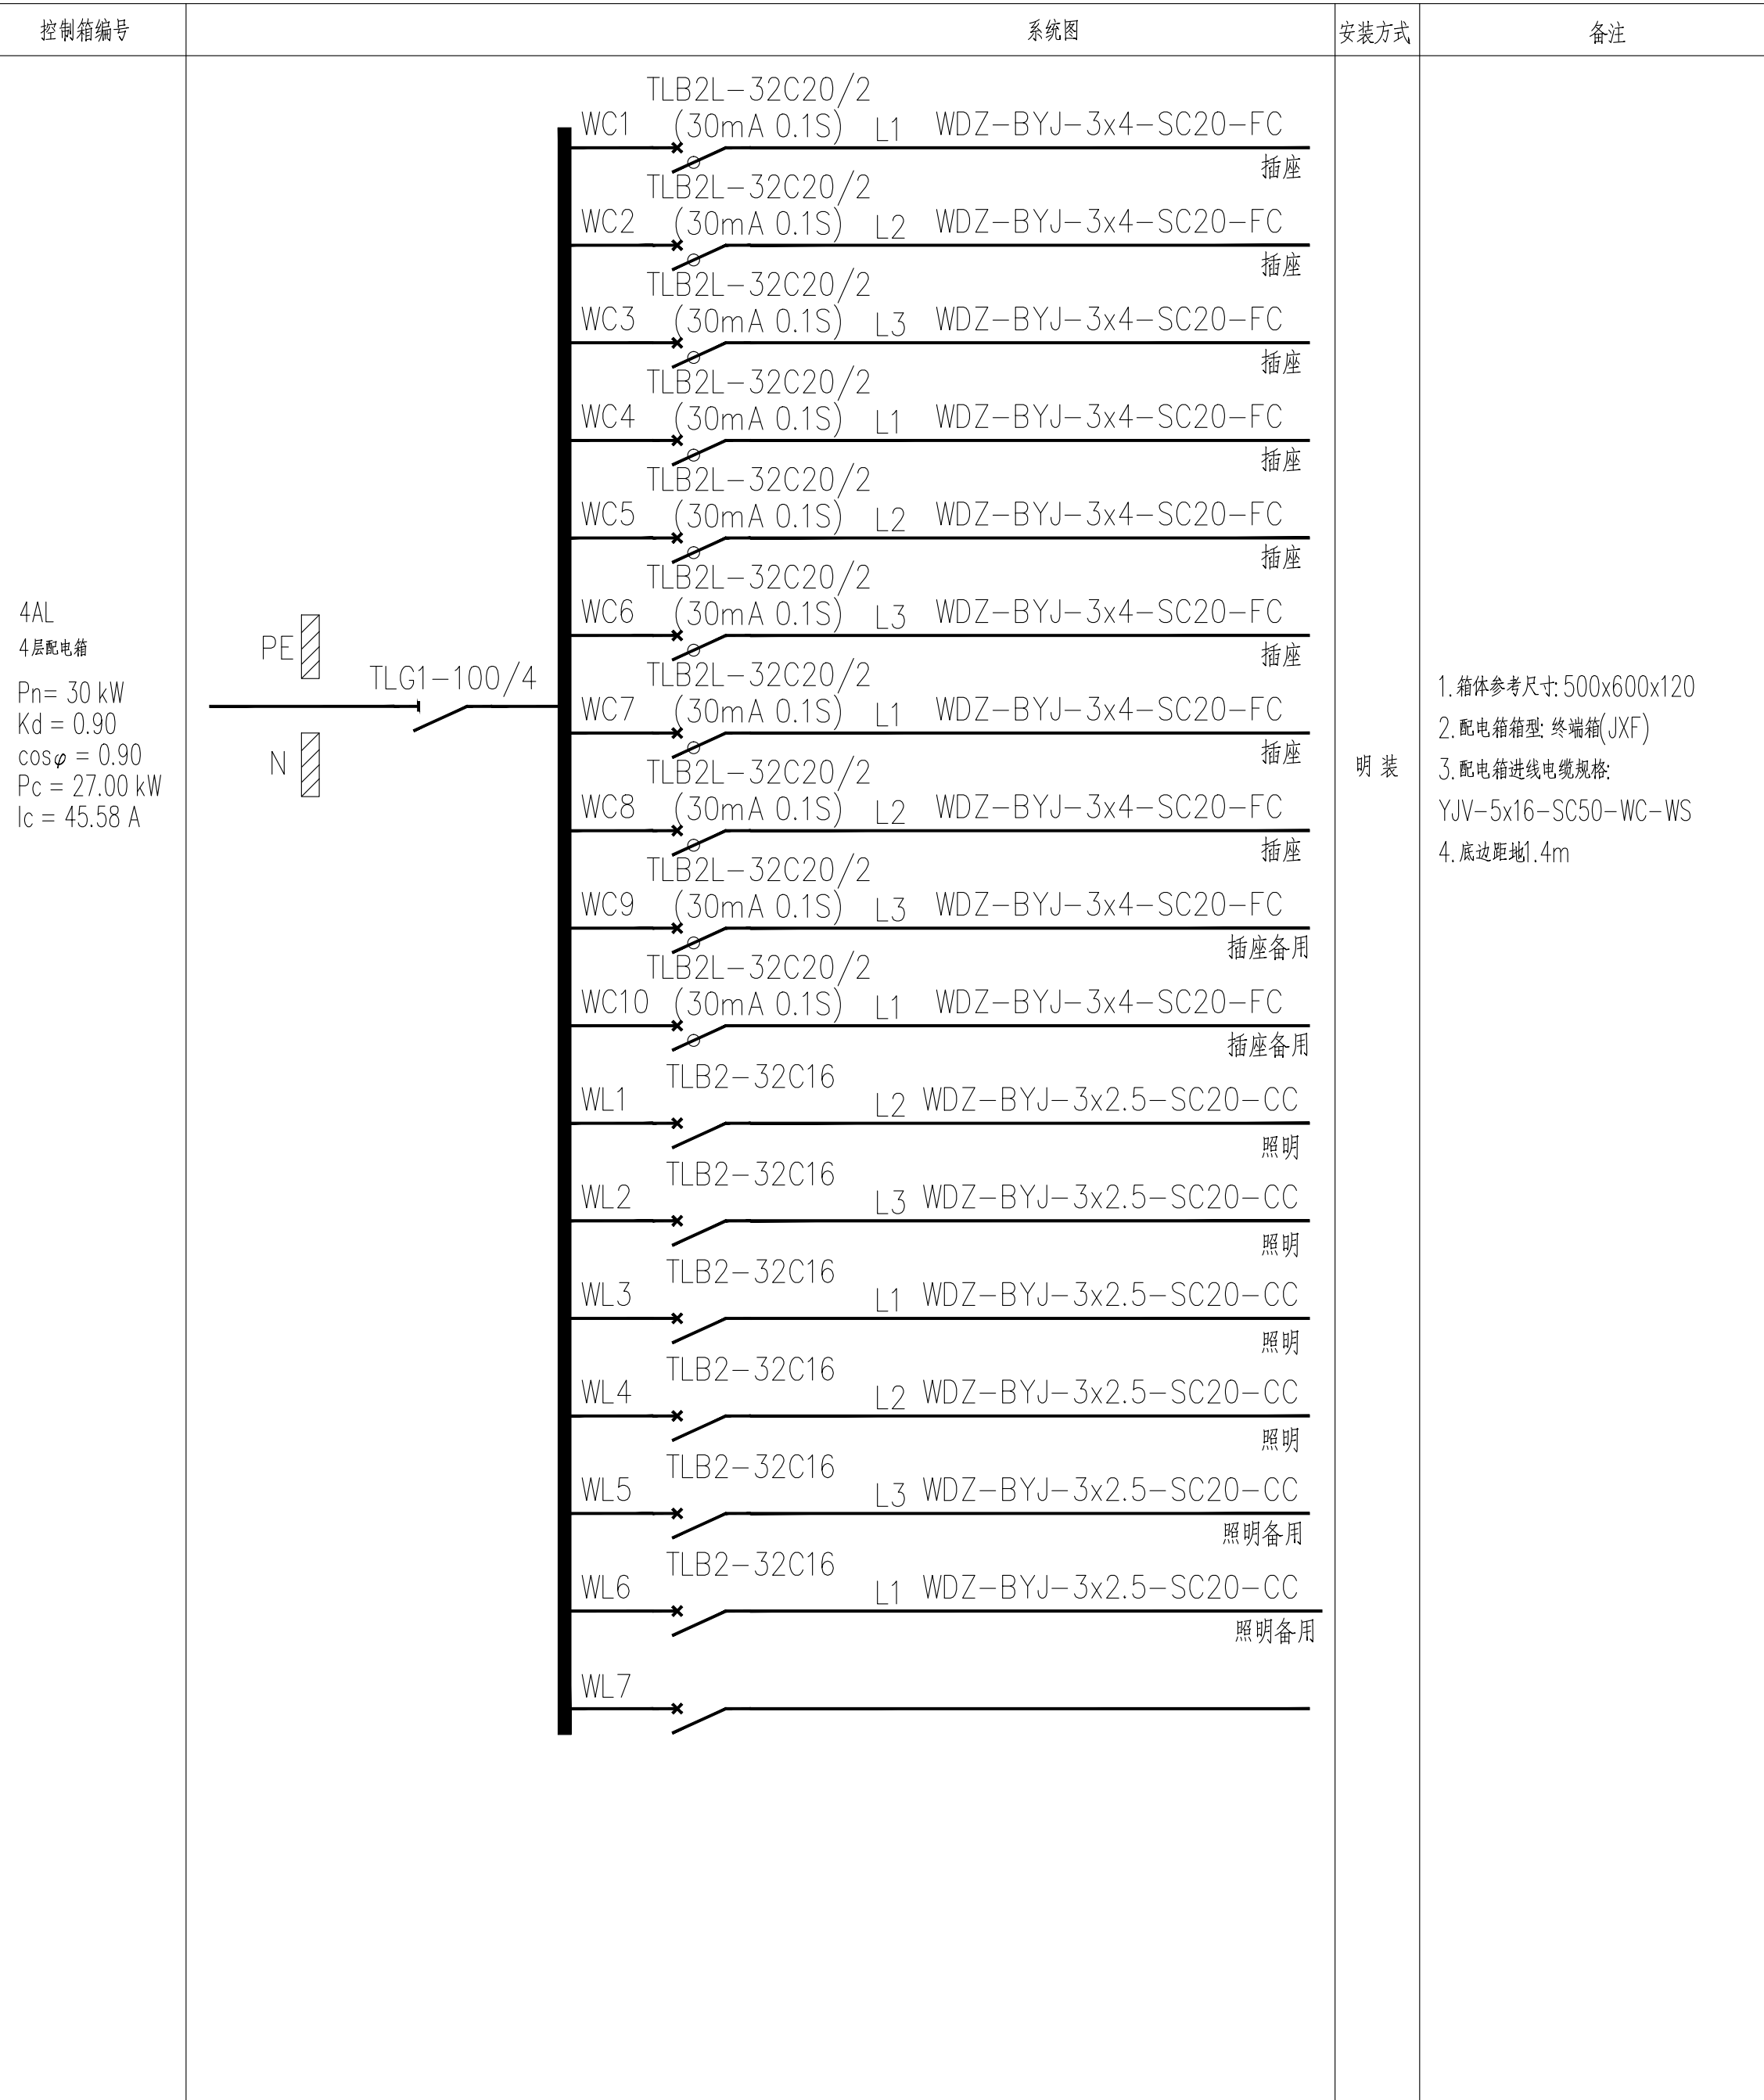 控制箱编号
系统图
安装方式
备注
TLB2L-32C20/2
WC1 (30mA 0.1S) L1 WDZ-BYJ-3x4-SC20-FC
插座
TLB2L-32C20/2
WC2 (30mA 0.1S) L2 WDZ-BYJ-3x4-SC20-FC
插座
TLB2L-32C20/2
WC3 (30mA 0.1S) L3 WDZ-BYJ-3x4-SC20-FC
插座
TLB2L-32C20/2
WC4 (30mA 0.1S) L1 WDZ-BYJ-3x4-SC20-FC
插座
TLB2L-32C20/2
WC5 (30mA 0.1S) L2 WDZ-BYJ-3x4-SC20-FC
插座
TLB2L-32C20/2
WC6 (30mA 0.1S) L3 WDZ-BYJ-3x4-SC20-FC
插座
TLB2L-32C20/2
WC7 (30mA 0.1S) L1 WDZ-BYJ-3x4-SC20-FC
插座
TLB2L-32C20/2
WC8 (30mA 0.1S) L2 WDZ-BYJ-3x4-SC20-FC
插座
TLB2L-32C20/2
WC9 (30mA 0.1S) L3 WDZ-BYJ-3x4-SC20-FC
插座备用
TLB2L-32C20/2
WC10 (30mA 0.1S) L1 WDZ-BYJ-3x4-SC20-FC
插座备用
TLB2-32C16
WL1 L2 WDZ-BYJ-3x2.5-SC20-CC
照明
TLB2-32C16
WL2 L3 WDZ-BYJ-3x2.5-SC20-CC
照明
TLB2-32C16
WL3 L1 WDZ-BYJ-3x2.5-SC20-CC
照明
TLB2-32C16
WL4 L2 WDZ-BYJ-3x2.5-SC20-CC
照明
TLB2-32C16
WL5 L3 WDZ-BYJ-3x2.5-SC20-CC
照明备用
TLB2-32C16
WL6 L1 WDZ-BYJ-3x2.5-SC20-CC
照明备用
WL7
4AL
4层配电箱
Pn= 30 kW
Kd = 0.90
cosφ = 0.90
Pc = 27.00 kW
Ic = 45.58 A
PE
TLG1-100/4
N
明 装
1.箱体参考尺寸:500x600x120
2.配电箱箱型:终端箱(JXF)
3.配电箱进线电缆规格:
YJV-5x16-SC50-WC-WS
4.底边距地1.4m